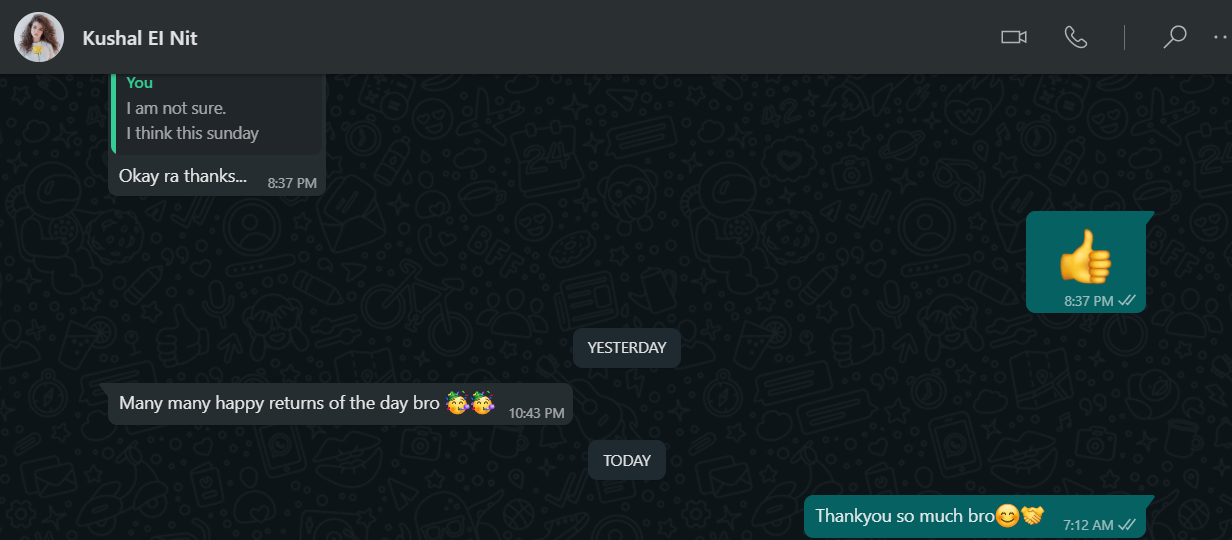 Kushal EI Nit
You
I am not sure.
I think this sunday
Okay ra thanks...
8:37 PM
👍
8:37 PM
YESTERDAY
Many many happy returns of the day bro 🥳🥳
10:43 PM
TODAY
Thankyou so much bro😊🤝
7:12 AM